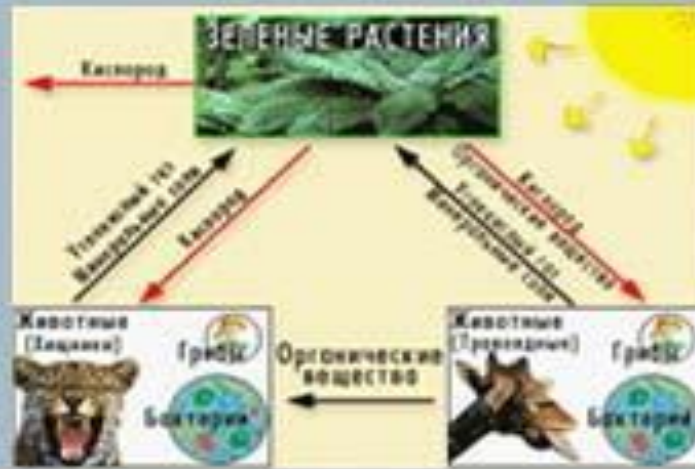 ЗЕЛЕНЫЕ РАСТЕНИЯ
Кислород
Углекислый газ
Минеральные соли
Кислород
Кислород
Органические вещества
Углекислый газ
Минеральные соли
Животные
(Хищники)
Грибы
Бактерии
Органические
вещества
Животные
(Травоядные)
Грибы
Бактерии